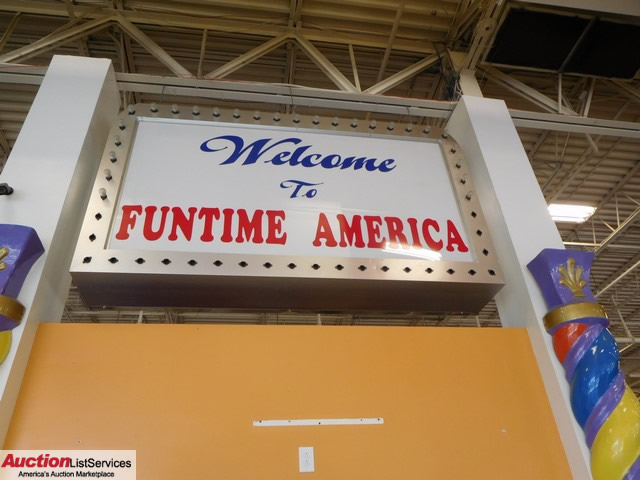 Welcome
To
FUNTIME AMERICA
AuctionListServices
America's Auction Marketplace